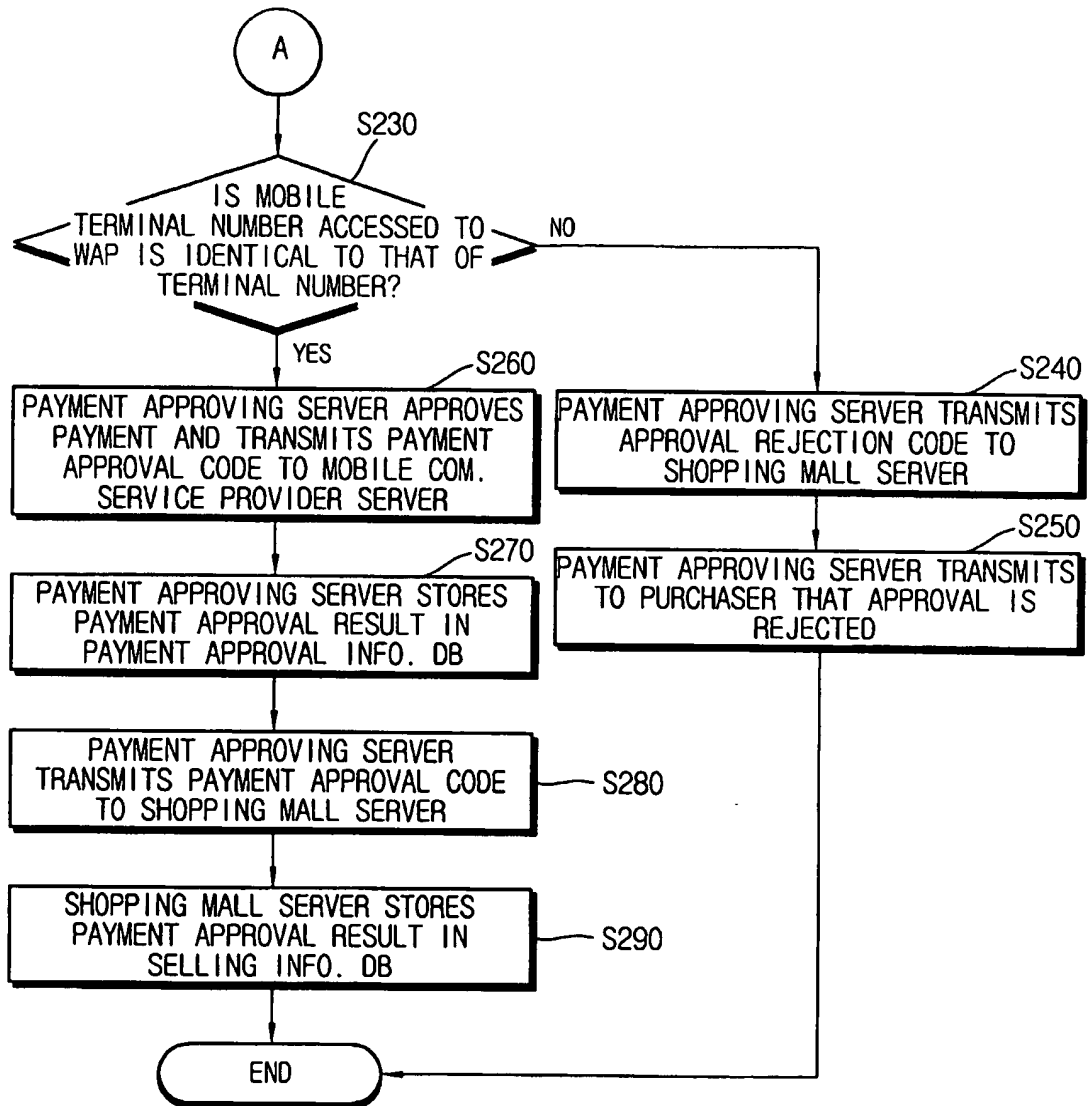 A
S230
IS MOBILE
TERMINAL NUMBER ACCESSED TO
WAP IS IDENTICAL TO THAT OF
TERMINAL NUMBER?
NO
YES
S260
PAYMENT APPROVING SERVER APPROVES
PAYMENT AND TRANSMITS PAYMENT
APPROVAL CODE TO MOBILE COM.
SERVICE PROVIDER SERVER
S240
PAYMENT APPROVING SERVER TRANSMITS
APPROVAL REJECTION CODE TO
SHOPPING MALL SERVER
S270
PAYMENT APPROVING SERVER STORES
PAYMENT APPROVAL RESULT IN
PAYMENT APPROVAL INFO. DB
S250
PAYMENT APPROVING SERVER TRANSMITS
TO PURCHASER THAT APPROVAL IS
REJECTED
PAYMENT APPROVING SERVER
TRANSMITS PAYMENT APPROVAL CODE
TO SHOPPING MALL SERVER
S280
SHOPPING MALL SERVER STORES
PAYMENT APPROVAL RESULT IN
SELLING INFO. DB
S290
END